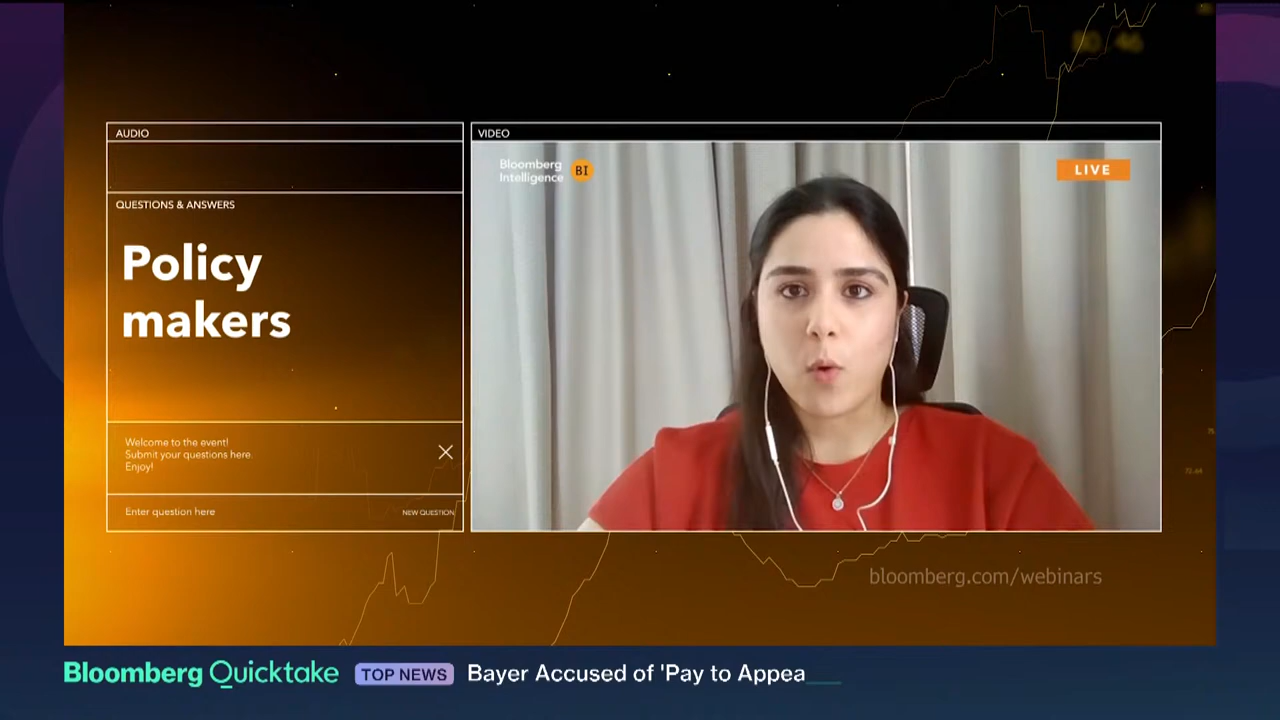 AUDIO
QUESTIONS & ANSWERS
Policy
makers
Welcome to the event!
Submit your questions here.
Enjoy!
Enter question here
NEW QUESTION
VIDEO
Bloomberg
Intelligence
BI
LIVE
bloomberg.com/webinars
Bloomberg Quicktake TOP NEWS Bayer Accused of 'Pay to Appea